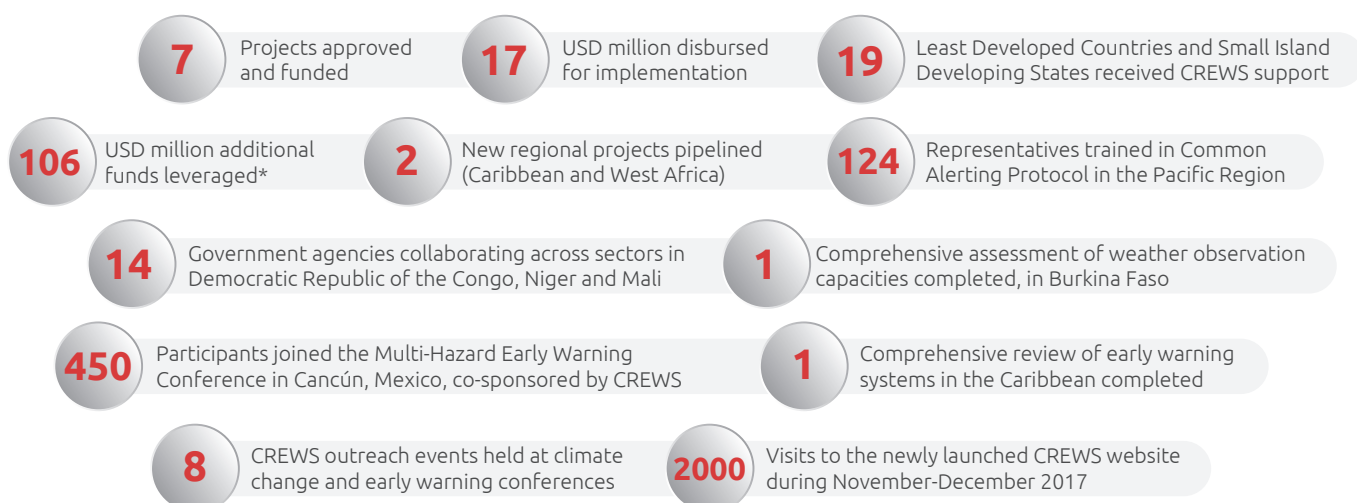 7
Projects approved
and funded
17
USD million disbursed
for implementation
19
Least Developed Countries and Small Island
Developing States received CREWS support
106
USD million additional
funds leveraged*
2
New regional projects pipelined
(Caribbean and West Africa)
124
Representatives trained in Common
Alerting Protocol in the Pacific Region
14
Government agencies collaborating across sectors in
Democratic Republic of the Congo, Niger and Mali
1
Comprehensive assessment of weather observation
capacities completed, in Burkina Faso
450
Participants joined the Multi-Hazard Early Warning
Conference in Cancún, Mexico, co-sponsored by CREWS
1
Comprehensive review of early warning
systems in the Caribbean completed
8
CREWS outreach events held at climate
change and early warning conferences
2000
Visits to the newly launched CREWS website
during November-December 2017